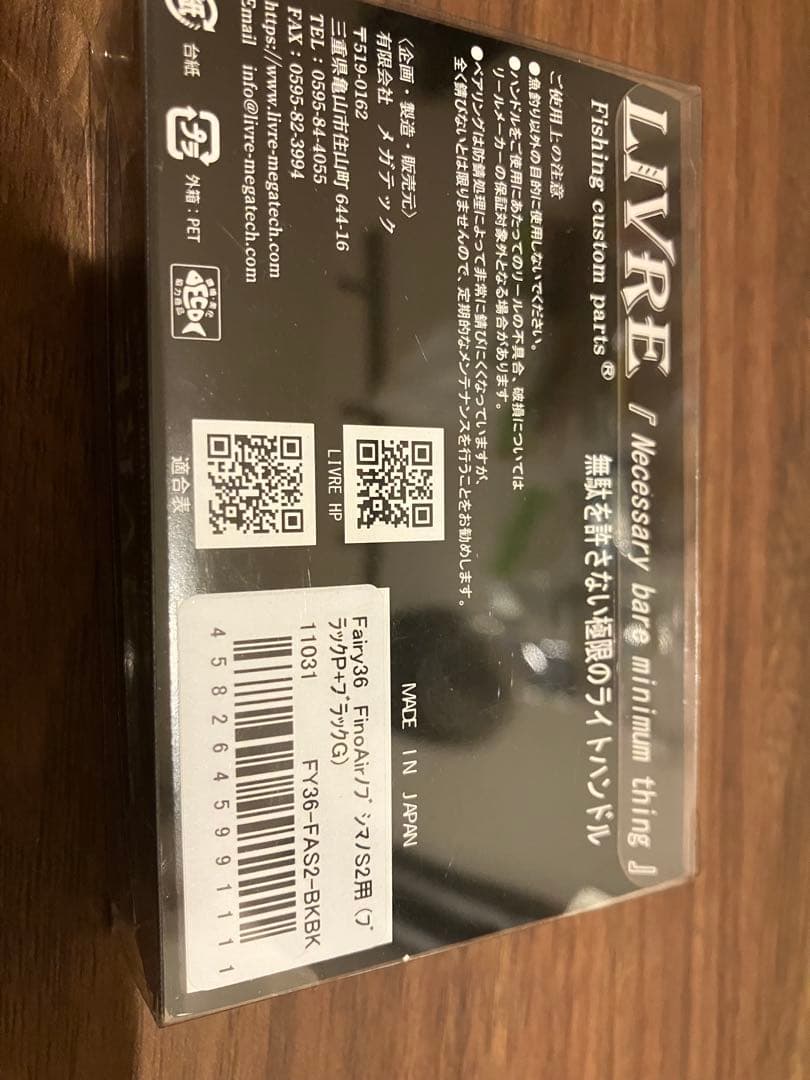 LIVRE 『 Necessary bare minimum thing 』
Fishing custom parts®
無駄を許さない極限のライトハンドル
ご使用上の注意
●魚釣り以外の目的に使用しないでください。
●ハンドルをご使用にあたってのリールの不具合、破損については
リールメーカーの保証対象外となる場合があります。
●ベアリングは防錆処理によって非常に錆びにくくなっていますが、
全く錆びないとは限りませんので、定期的なメンテナンスを行うことをお勧めします。
〈企画・製造・販売元〉
有限会社 メガテック
〒519-0162
三重県亀山市住山町 644-16
TEL：0595-84-4055
FAX：0595-82-3994
https://www.livre-megatech.com
Email info@livre-megatech.com
紙
台紙
プラ
外箱：PET
ECO
LIVRE HP
適合表
MADE IN JAPAN
Fairy36 FinoAirﾉﾌﾞ ｼﾏﾉS2用 (ﾌﾞ
ﾗｯｸP+ﾌﾞﾗｯｸG)
11031 FY36-FAS2-BKBK
4582645991111